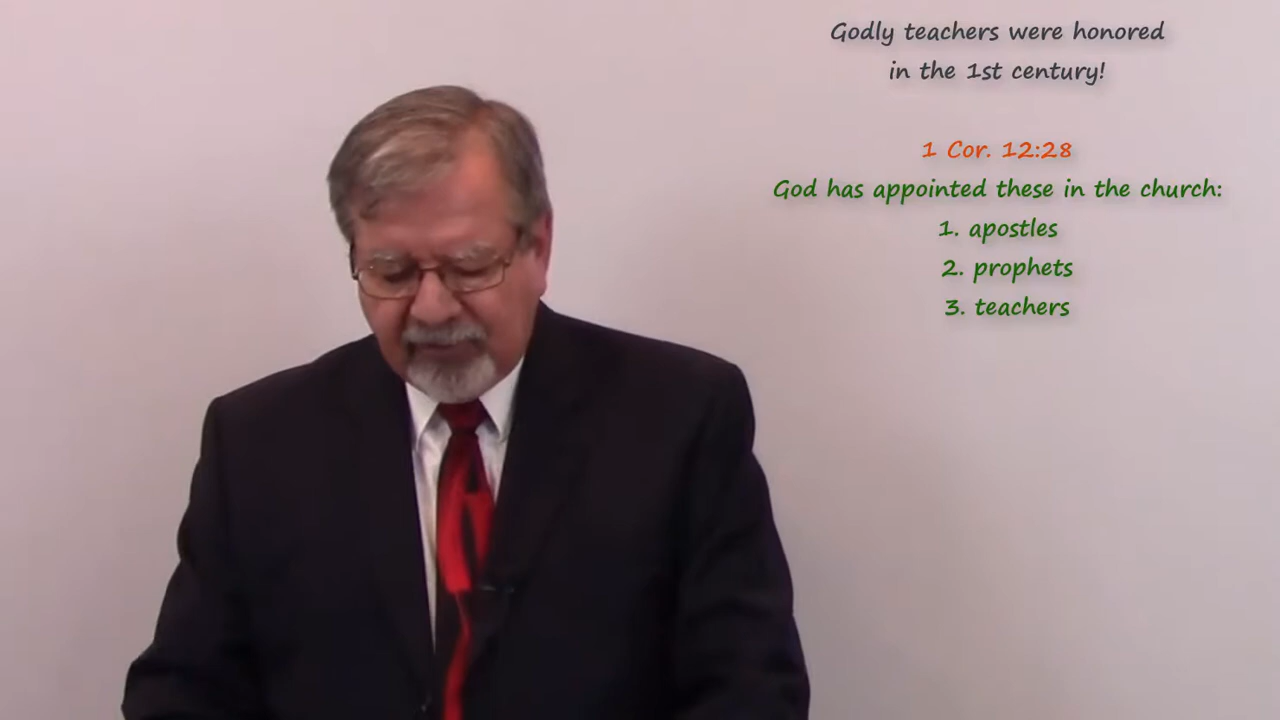 Godly teachers were honored
in the 1st century!
1 Cor. 12:28
God has appointed these in the church:
1. apostles
2. prophets
3. teachers